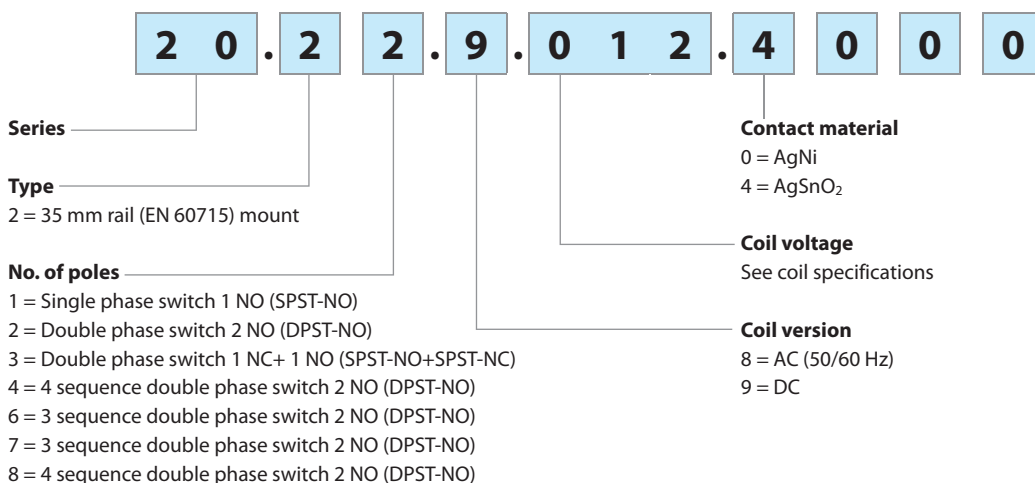 2 0 . 2 2 . 9 . 0 1 2 . 4 0 0 0
Series
Type
2 = 35 mm rail (EN 60715) mount
No. of poles
1 = Single phase switch 1 NO (SPST-NO)
2 = Double phase switch 2 NO (DPST-NO)
3 = Double phase switch 1 NC+ 1 NO (SPST-NO+SPST-NC)
4 = 4 sequence double phase switch 2 NO (DPST-NO)
6 = 3 sequence double phase switch 2 NO (DPST-NO)
7 = 3 sequence double phase switch 2 NO (DPST-NO)
8 = 4 sequence double phase switch 2 NO (DPST-NO)
Contact material
0 = AgNi
4 = AgSnO₂
Coil voltage
See coil specifications
Coil version
8 = AC (50/60 Hz)
9 = DC